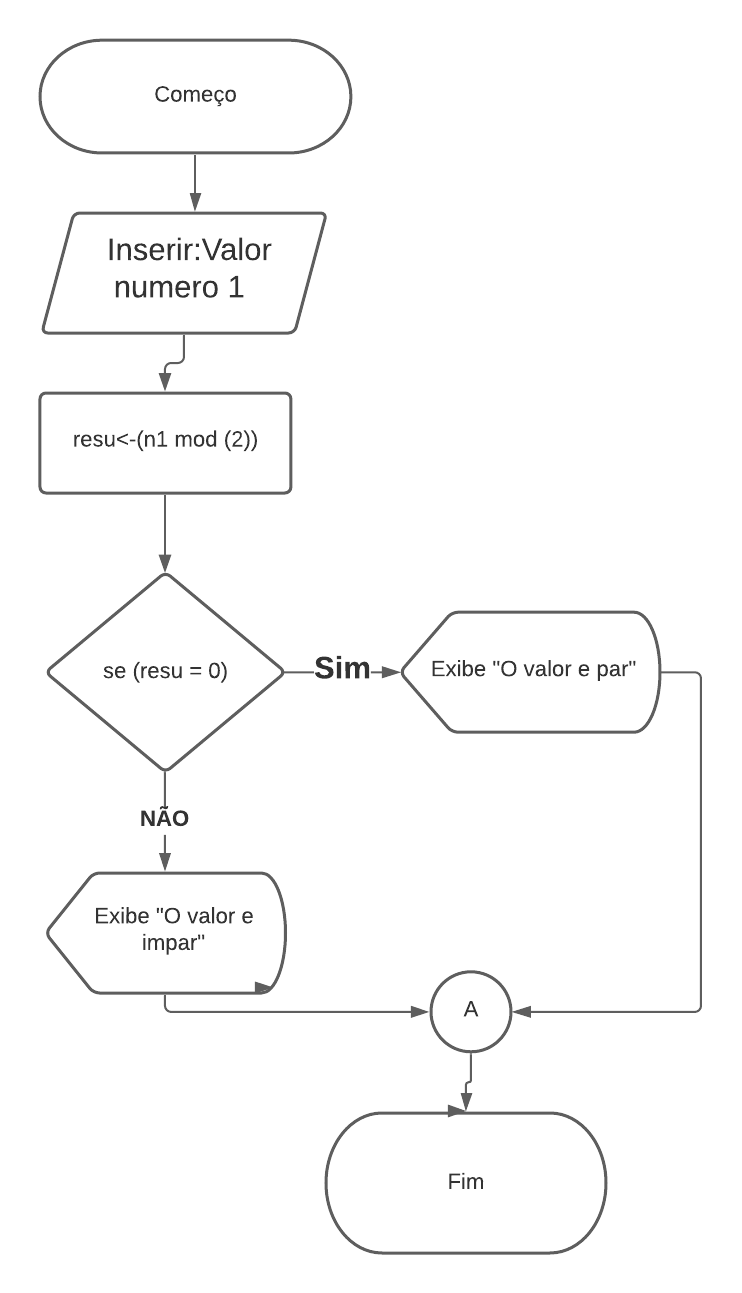 Começo
Inserir:Valor
numero 1
resu<-(n1 mod (2))
se (resu = 0)
Sim
Exibe "O valor e par"
NÃO
Exibe "O valor e
impar"
A
Fim